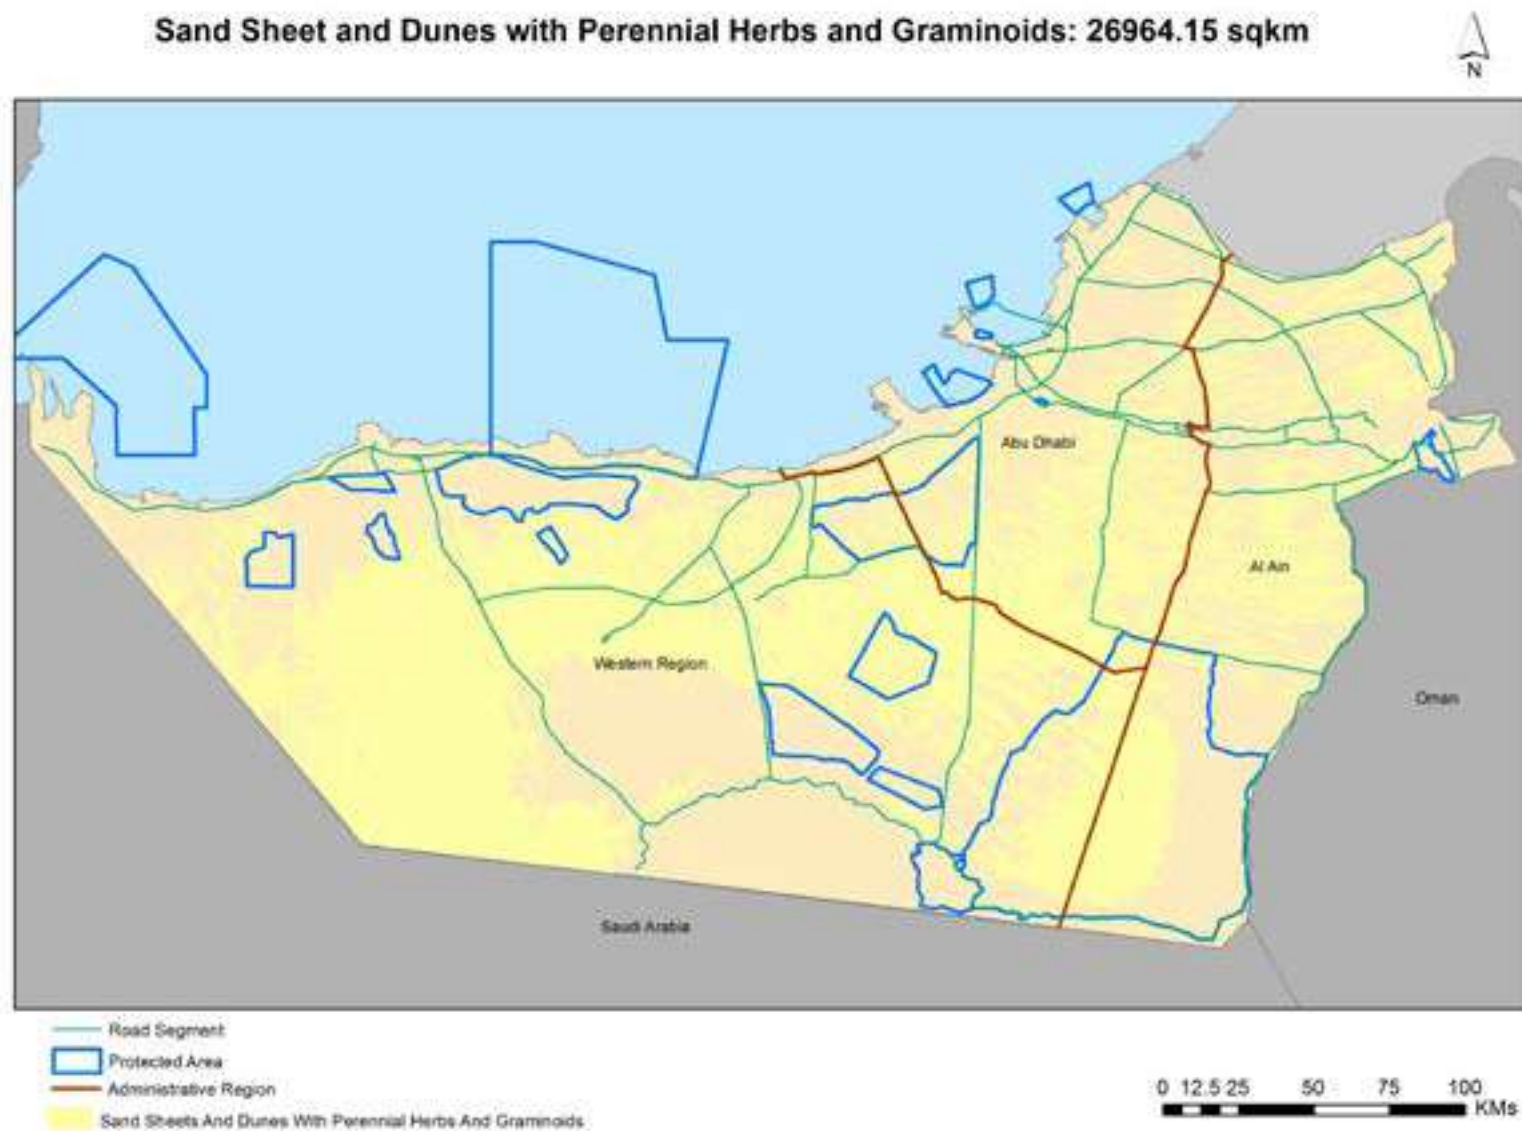 Sand Sheet and Dunes with Perennial Herbs and Graminoids: 26964.15 sqkm
N
Abu Dhabi
Al Ain
Western Region
Oman
Saudi Arabia
Road Segment
Protected Area
Administrative Region
Sand Sheets And Dunes With Perennial Herbs And Graminoids
0 12.5 25 50 75 100
KMs